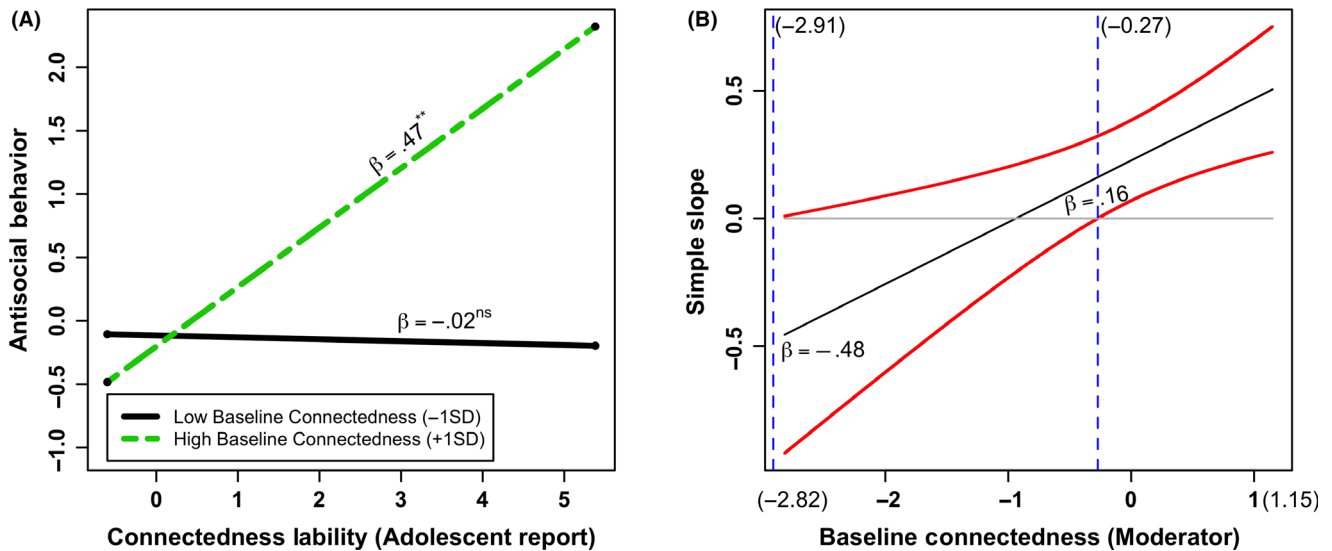 (A)
Antisocial behavior
2.0
1.5
1.0
0.5
0.0
−0.5
−1.0
β = .47**
β = −.02ns
Low Baseline Connectedness (−1SD)
High Baseline Connectedness (+1SD)
0 1 2 3 4 5
Connectedness lability (Adolescent report)
(B)
(−2.91) (−0.27)
Simple slope
0.5
0.0
−0.5
β = .16
β = −.48
(−2.82) −2 −1 0 1 (1.15)
Baseline connectedness (Moderator)